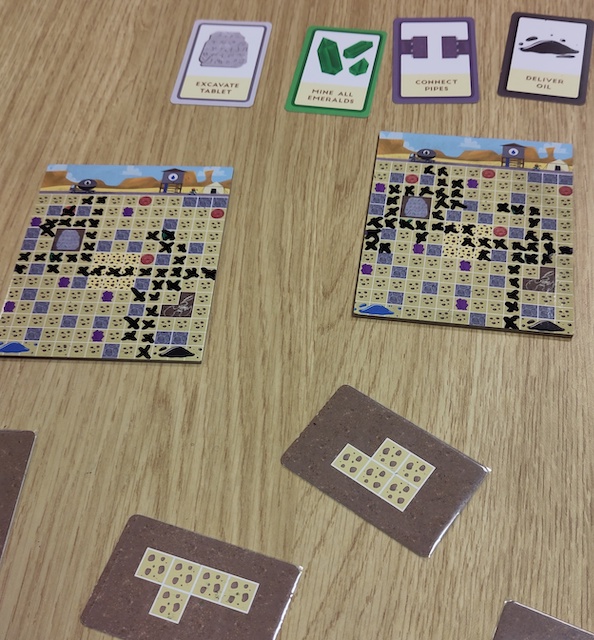 EXCAVATE
TABLET
MINE ALL
EMERALDS
CONNECT
PIPES
DELIVER
OIL